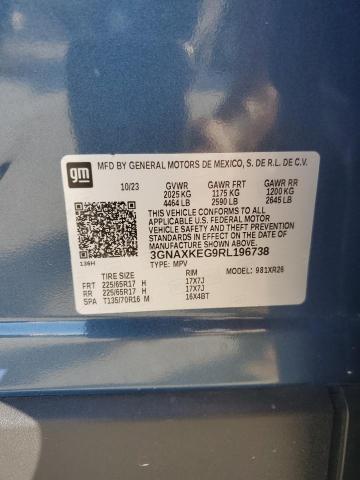 gm
MFD BY GENERAL MOTORS DE MEXICO, S. DE R.L. DE C.V.
10/23 GVWR GAWR FRT GAWR RR
2025 KG 1175 KG 1200 KG
4464 LB 2590 LB 2645 LB
THIS VEHICLE CONFORMS TO ALL
APPLICABLE U.S. FEDERAL MOTOR
VEHICLE SAFETY AND THEFT PREVENTION
STANDARDS IN EFFECT ON THE DATE OF
MANUFACTURE SHOWN ABOVE.
136H 3GNAXKEG9RL196738
TYPE: MPV
TIRE SIZE RIM MODEL: 981XR26
FRT 225/65R17 H 17X7J
RR 225/65R17 H 17X7J
SPA T135/70R16 M 16X4BT